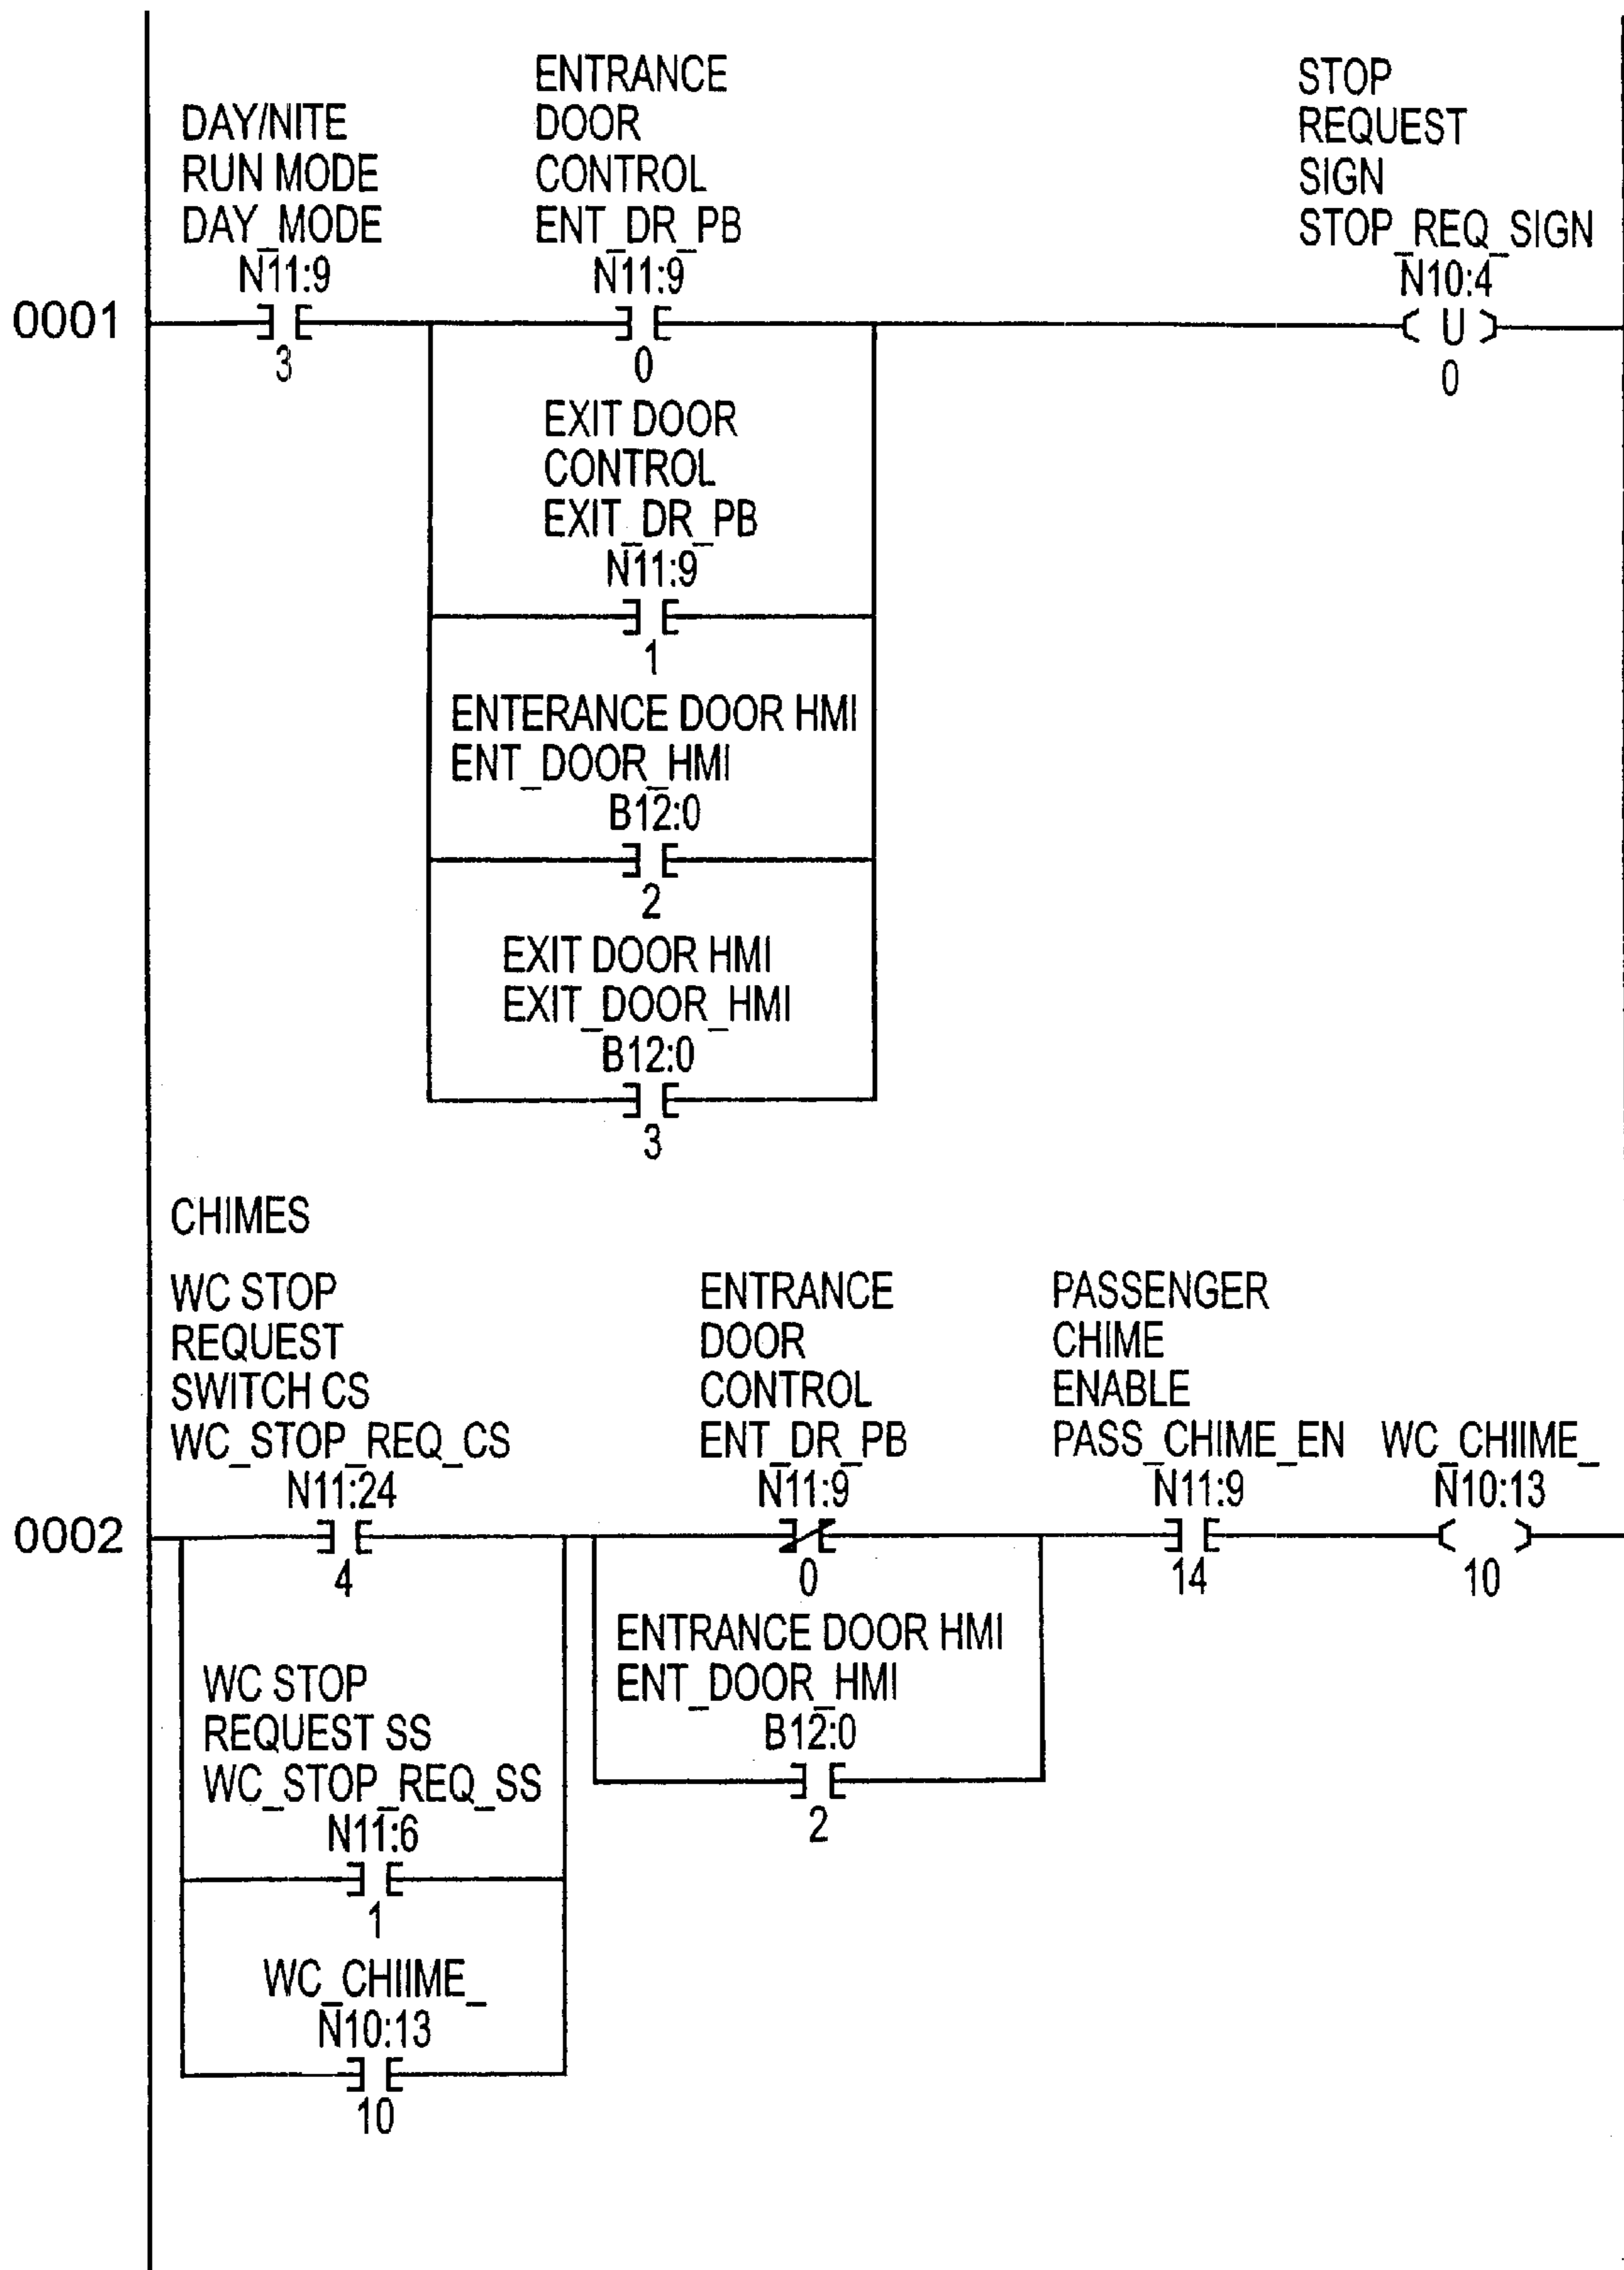 DAY/NITE
RUN MODE
DAY_MODE
N11:9
3
ENTRANCE
DOOR
CONTROL
ENT_DR_PB
N11:9
0
STOP
REQUEST
SIGN
STOP_REQ_SIGN
N10:4
U
0
0001
EXIT DOOR
CONTROL
EXIT_DR_PB
N11:9
1
ENTERANCE DOOR HMI
ENT_DOOR_HMI
B12:0
2
EXIT DOOR HMI
EXIT_DOOR_HMI
B12:0
3
CHIMES
WC STOP
REQUEST
SWITCH CS
WC_STOP_REQ_CS
N11:24
4
ENTRANCE
DOOR
CONTROL
ENT_DR_PB
N11:9
0
PASSENGER
CHIME
ENABLE
PASS_CHIME_EN
N11:9
14
WC_CHIIME_
N10:13
10
0002
WC STOP
REQUEST SS
WC_STOP_REQ_SS
N11:6
1
ENTRANCE DOOR HMI
ENT_DOOR_HMI
B12:0
2
WC_CHIIME_
N10:13
10